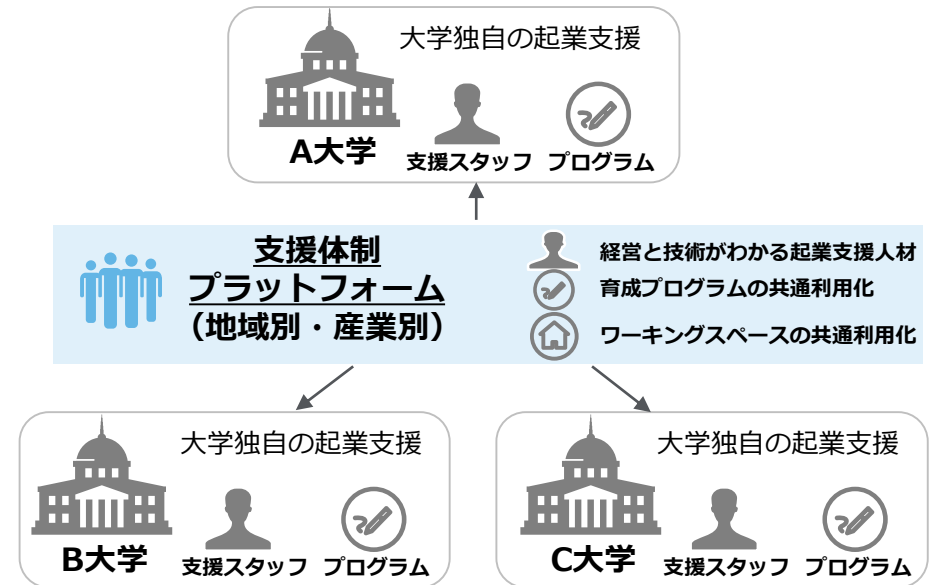 大学独自の起業支援
A大学
支援スタッフ
プログラム
支援体制
プラットフォーム
（地域別・産業別）
経営と技術がわかる起業支援人材
育成プログラムの共通利用化
ワーキングスペースの共通利用化
大学独自の起業支援
B大学
支援スタッフ
プログラム
大学独自の起業支援
C大学
支援スタッフ
プログラム